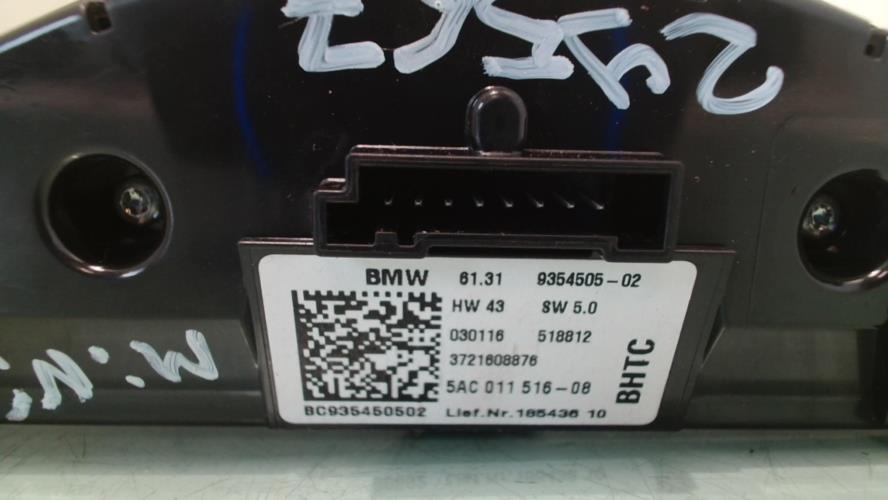 BMW 61.31 9354505-02
HW 43 SW 5.0
030116 518812
3721608876
5AC 011 516-08
BHTC
BC935450502 Lief.Nr.185436 10
M.N.